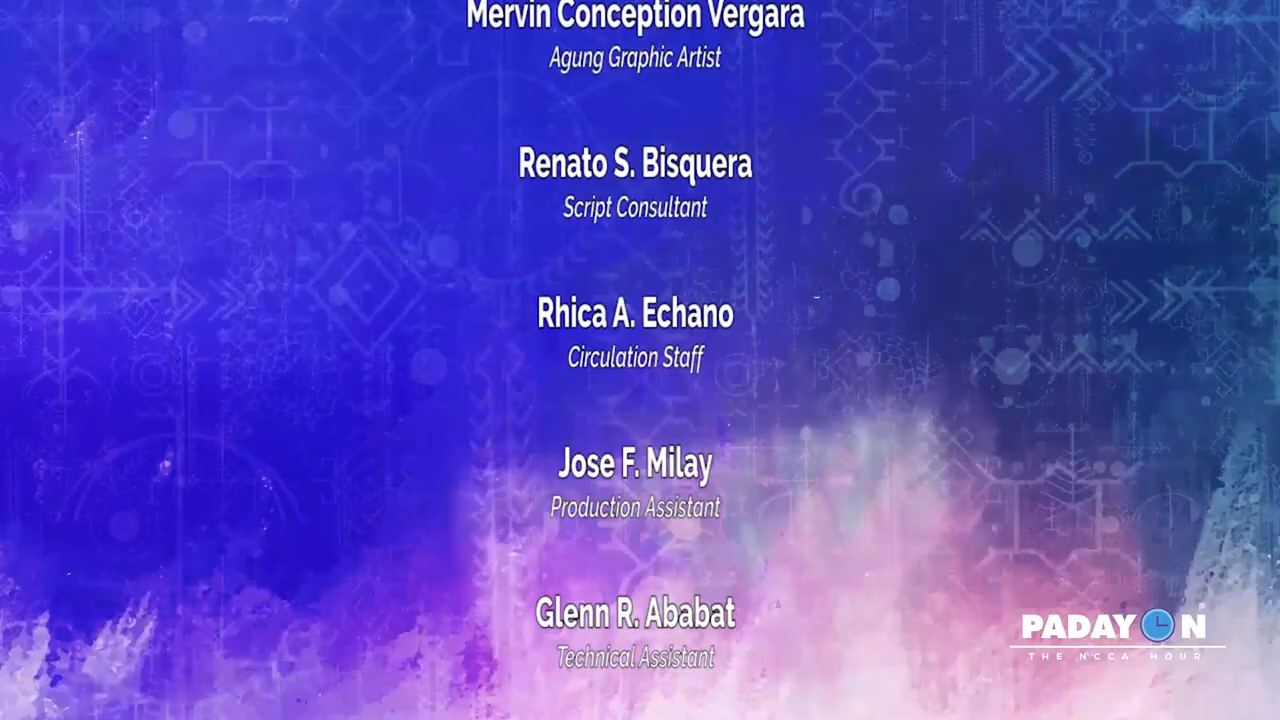 Mervin Conception Vergara
Agung Graphic Artist
Renato S. Bisquera
Script Consultant
Rhica A. Echano
Circulation Staff
Jose F. Milay
Production Assistant
Glenn R. Ababat
Technical Assistant
PADAYON
THE NCCA HOUR